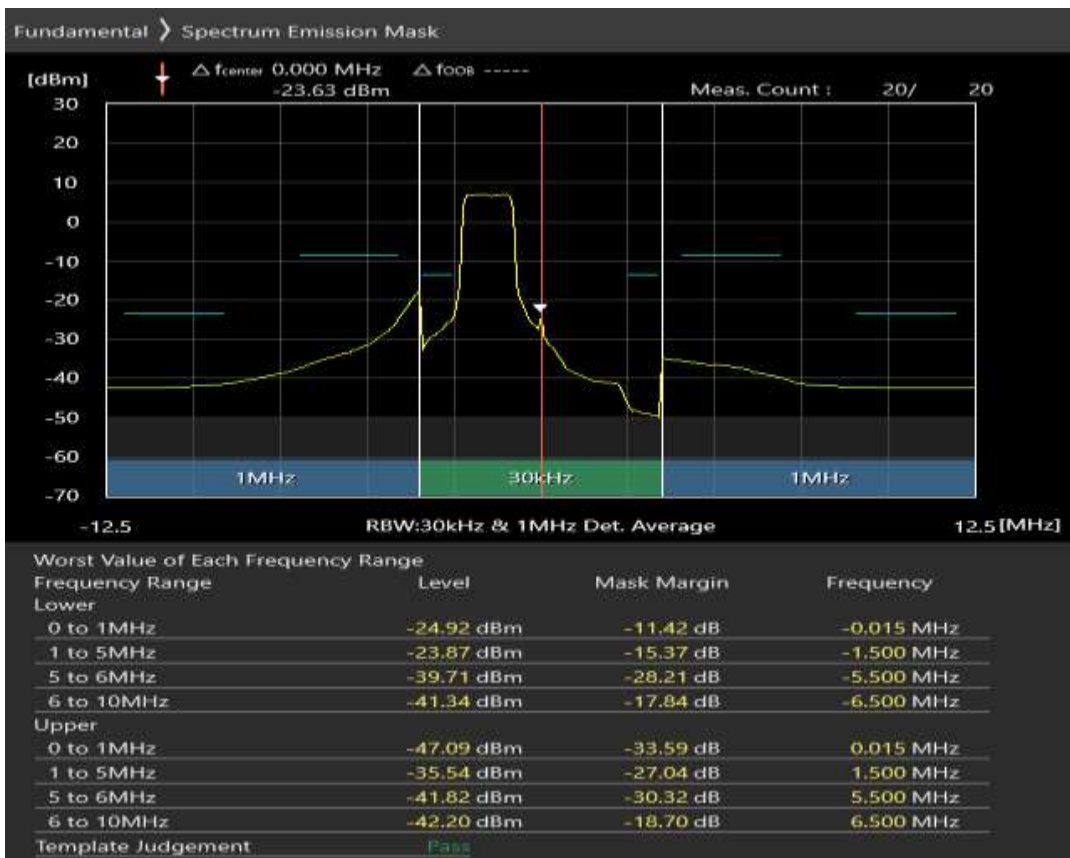 Fundamental ❯ Spectrum Emission Mask
[dBm] △ fcenter 0.000 MHz △ fOOB -----
-23.63 dBm Meas. Count : 20/ 20
30
20
10
0
-10
-20
-30
-40
-50
-60
1MHz 30kHz 1MHz
-70
-12.5 RBW:30kHz & 1MHz Det. Average 12.5 [MHz]
Worst Value of Each Frequency Range
Frequency Range Level Mask Margin Frequency
Lower
0 to 1MHz -24.92 dBm -11.42 dB -0.015 MHz
1 to 5MHz -23.87 dBm -15.37 dB -1.500 MHz
5 to 6MHz -39.71 dBm -28.21 dB -5.500 MHz
6 to 10MHz -41.34 dBm -17.84 dB -6.500 MHz
Upper
0 to 1MHz -47.09 dBm -33.59 dB 0.015 MHz
1 to 5MHz -35.54 dBm -27.04 dB 1.500 MHz
5 to 6MHz -41.82 dBm -30.32 dB 5.500 MHz
6 to 10MHz -42.20 dBm -18.70 dB 6.500 MHz
Template Judgement Pass